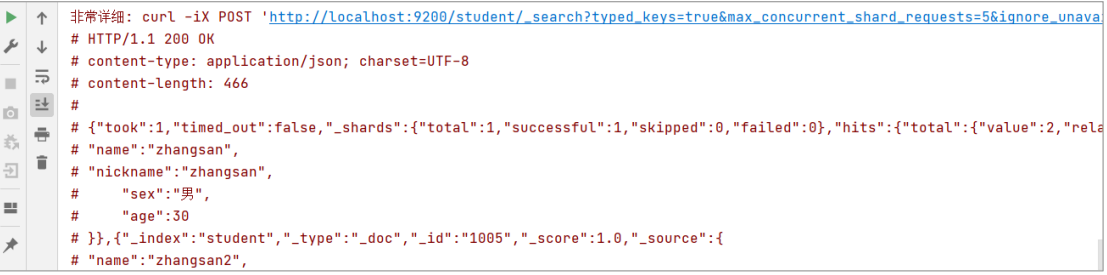 非常详细: curl -iX POST 'http://localhost:9200/student/_search?typed_keys=true&max_concurrent_shard_requests=5&ignore_unavai
# HTTP/1.1 200 OK
# content-type: application/json; charset=UTF-8
# content-length: 466
#
# {"took":1,"timed_out":false,"_shards":{"total":1,"successful":1,"skipped":0,"failed":0},"hits":{"total":{"value":2,"rela
# "name":"zhangsan",
# "nickname":"zhangsan",
#     "sex":"男",
#     "age":30
# }},{"_index":"student","_type":"_doc","_id":"1005","_score":1.0,"_source":{
# "name":"zhangsan2",